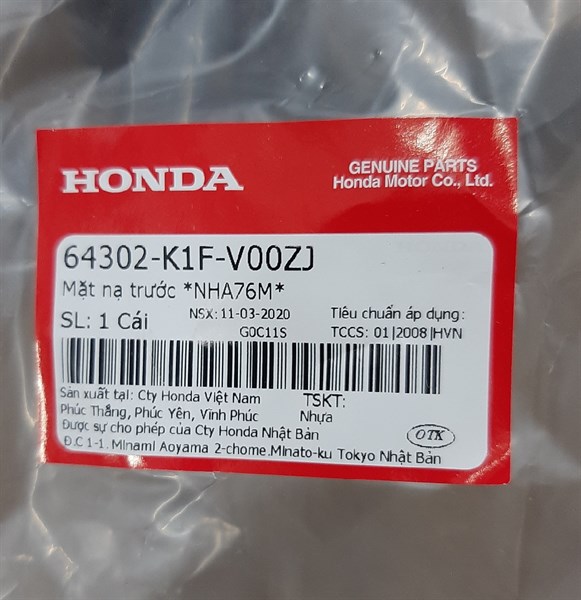 HONDA
GENUINE PARTS
Honda Motor Co., Ltd.
64302-K1F-V00ZJ
Mặt nạ trước *NHA76M*
SL: 1 Cái
NSX: 11-03-2020
G0C11S
Tiêu chuẩn áp dụng:
TCCS: 01|2008|HVN
Sản xuất tại: Cty Honda Việt Nam
Phúc Thắng, Phúc Yên, Vĩnh Phúc
Được sự cho phép của Cty Honda Nhật Bản
Đ.C 1-1. Minami Aoyama 2-chome.Minato-ku Tokyo Nhật Bản
TSKT:
Nhựa
OTK